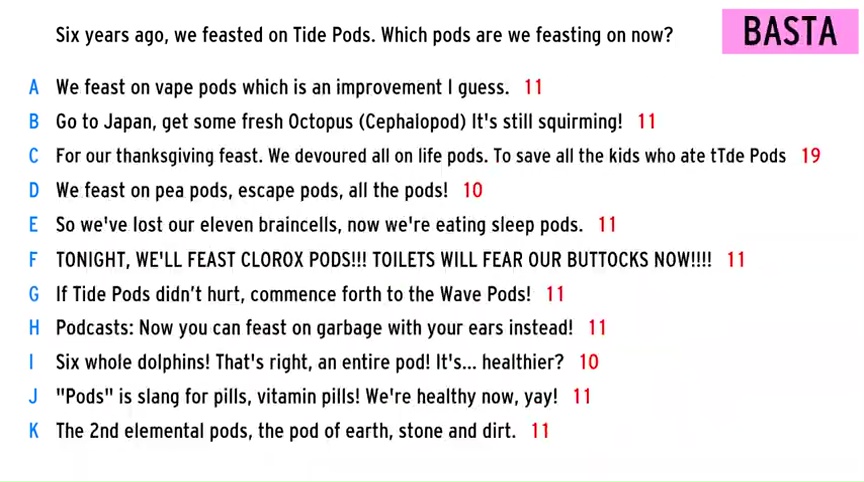 Six years ago, we feasted on Tide Pods. Which pods are we feasting on now?
BASTA
A We feast on vape pods which is an improvement I guess. 11
B Go to Japan, get some fresh Octopus (Cephalopod) It's still squirming! 11
C For our thanksgiving feast. We devoured all on life pods. To save all the kids who ate tTde Pods 19
D We feast on pea pods, escape pods, all the pods! 10
E So we've lost our eleven braincells, now we're eating sleep pods. 11
F TONIGHT, WE'LL FEAST CLOROX PODS!!! TOILETS WILL FEAR OUR BUTTOCKS NOW!!!! 11
G If Tide Pods didn’t hurt, commence forth to the Wave Pods! 11
H Podcasts: Now you can feast on garbage with your ears instead! 11
I Six whole dolphins! That's right, an entire pod! It's... healthier? 10
J "Pods" is slang for pills, vitamin pills! We're healthy now, yay! 11
K The 2nd elemental pods, the pod of earth, stone and dirt. 11